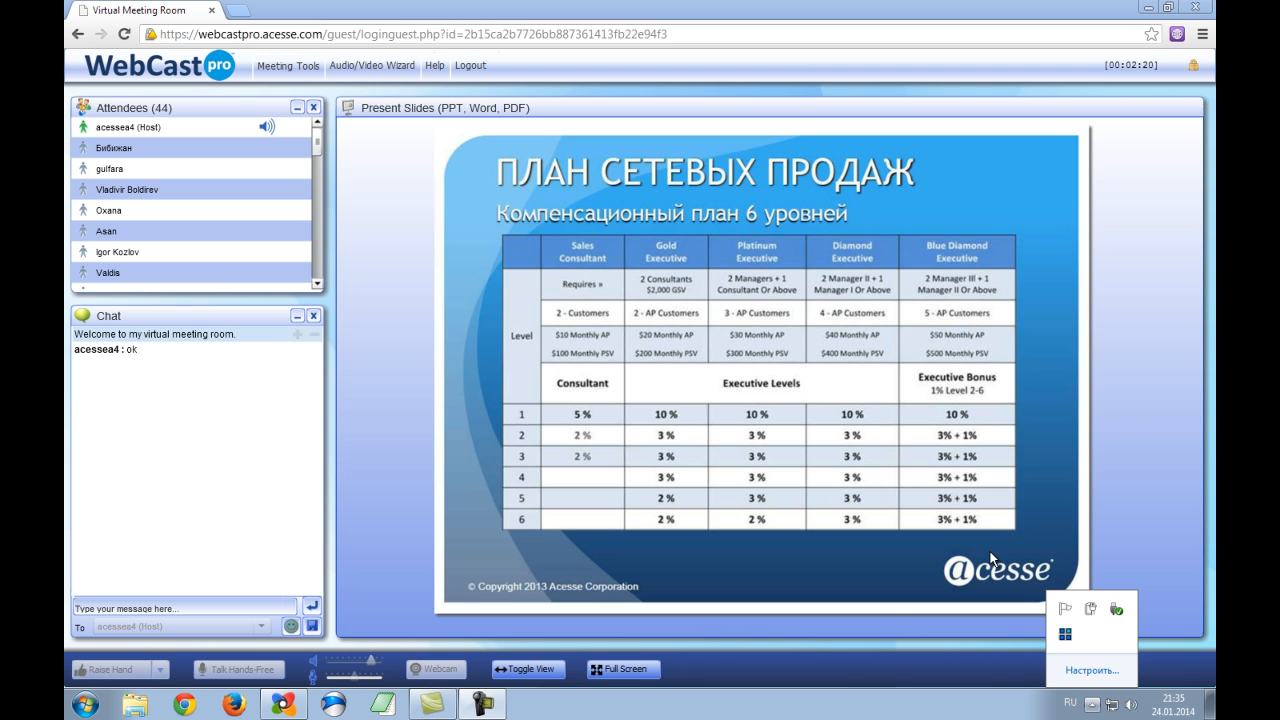 Virtual Meeting Room
https://webcastpro.acesse.com/guest/loginguest.php?id=2b15ca2b7726bb887361413fb22e94f3
WebCast pro Meeting Tools Audio/Video Wizard Help Logout [00:02:20]
Attendees (44)
acessea4 (Host)
Бибижан
gulfara
Vladivir Boldirev
Oxana
Asan
Igor Kozlov
Valdis
Chat
Welcome to my virtual meeting room.
acessea4 : ok
Type your message here...
To acessea4 (Host)
Present Slides (PPT, Word, PDF)
ПЛАН СЕТЕВЫХ ПРОДАЖ
Компенсационный план 6 уровней
Level
Sales Consultant Gold Executive Platinum Executive Diamond Executive Blue Diamond Executive
Requires » 2 Consultants $2,000 GSV 2 Managers + 1 Consultant Or Above 2 Manager II + 1 Manager I Or Above 2 Manager III + 1 Manager II Or Above
2 - Customers 2 - AP Customers 3 - AP Customers 4 - AP Customers 5 - AP Customers
$10 Monthly AP $20 Monthly AP $30 Monthly AP $40 Monthly AP $50 Monthly AP
$100 Monthly PSV $200 Monthly PSV $300 Monthly PSV $400 Monthly PSV $500 Monthly PSV
Consultant Executive Levels Executive Bonus 1% Level 2-6
1 5 % 10 % 10 % 10 % 10 %
2 2 % 3 % 3 % 3 % 3% + 1%
3 2 % 3 % 3 % 3 % 3% + 1%
4 3 % 3 % 3 % 3% + 1%
5 2 % 3 % 3 % 3% + 1%
6 2 % 2 % 3 % 3% + 1%
© Copyright 2013 Acesse Corporation
@cesse
Raise Hand Talk Hands-Free Webcam Toggle View Full Screen
Настроить...
RU 21:35
24.01.2014